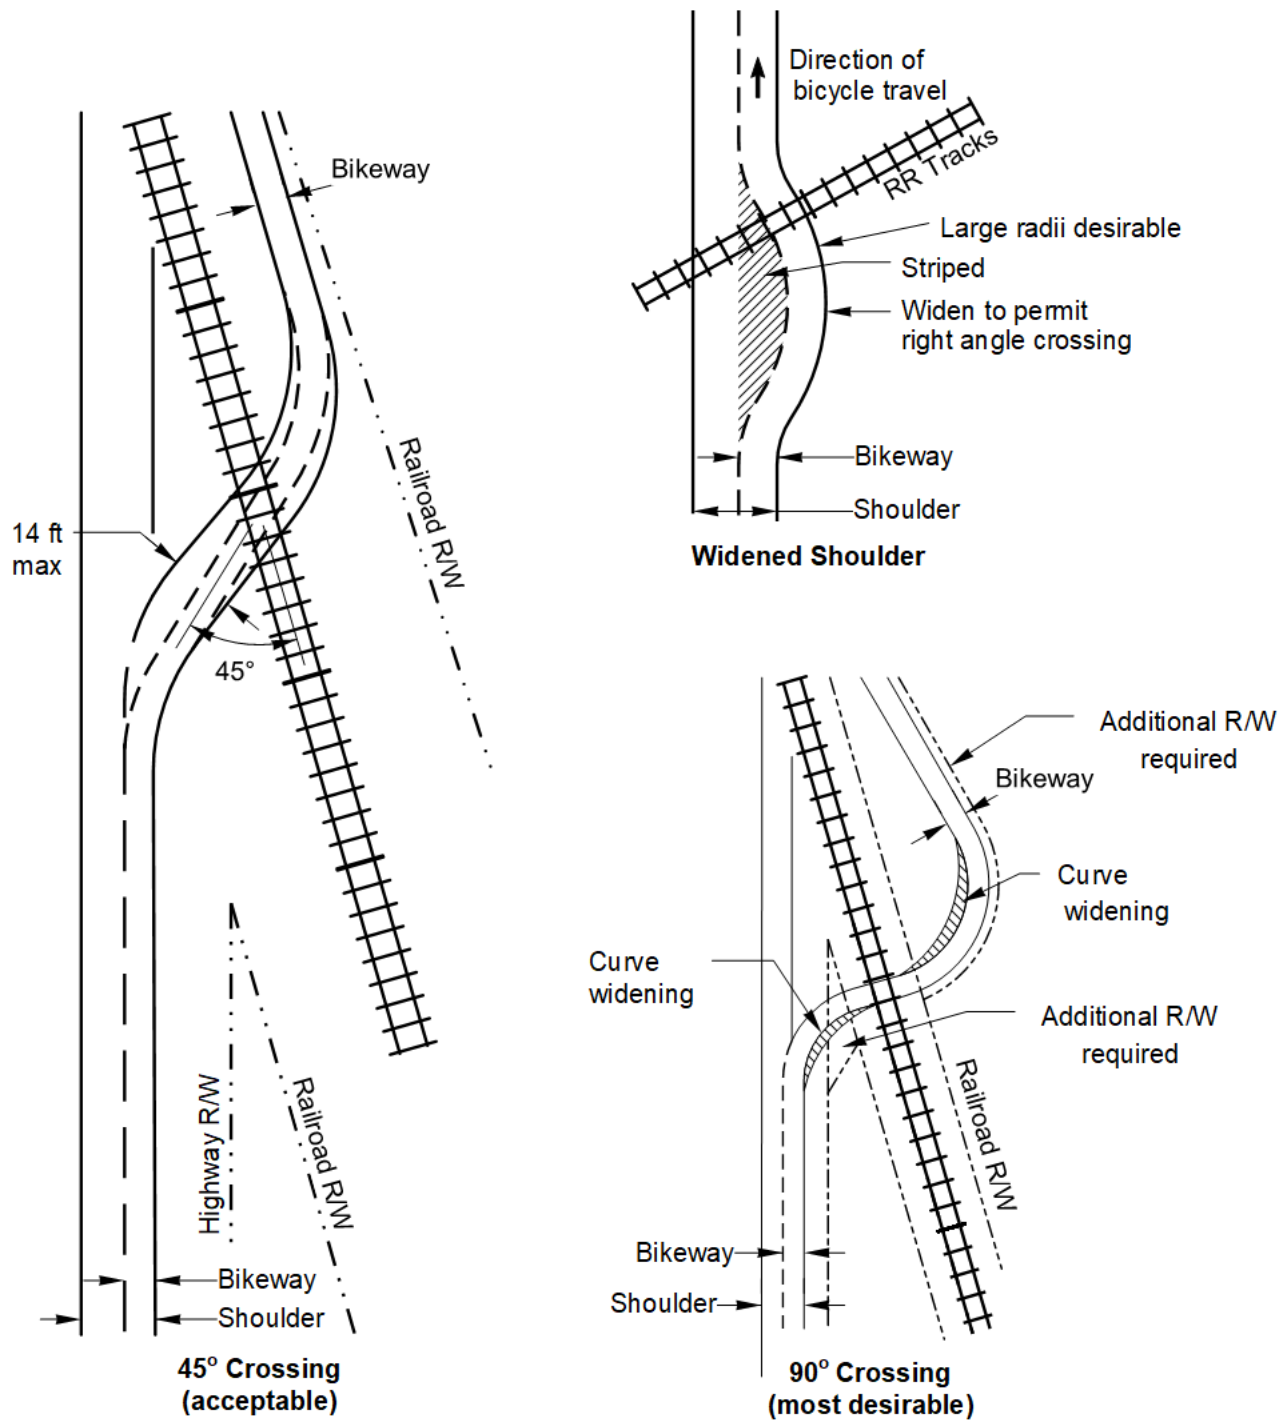 Bikeway
14 ft
max
45°
Railroad R/W
Highway R/W
Railroad R/W
Bikeway
Shoulder
45° Crossing
(acceptable)
Direction of
bicycle travel
RR Tracks
Large radii desirable
Striped
Widen to permit
right angle crossing
Bikeway
Shoulder
Widened Shoulder
Additional R/W
required
Bikeway
Curve
widening
Curve
widening
Additional R/W
required
Railroad R/W
Bikeway
Shoulder
90° Crossing
(most desirable)